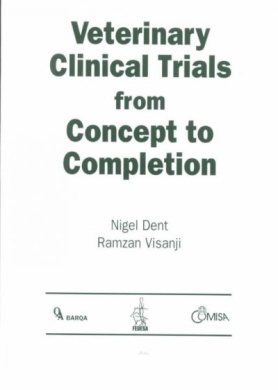 Veterinary
Clinical Trials
from
Concept to
Completion
Nigel Dent
Ramzan Visanji
BARQA
FEDESA
COMISA